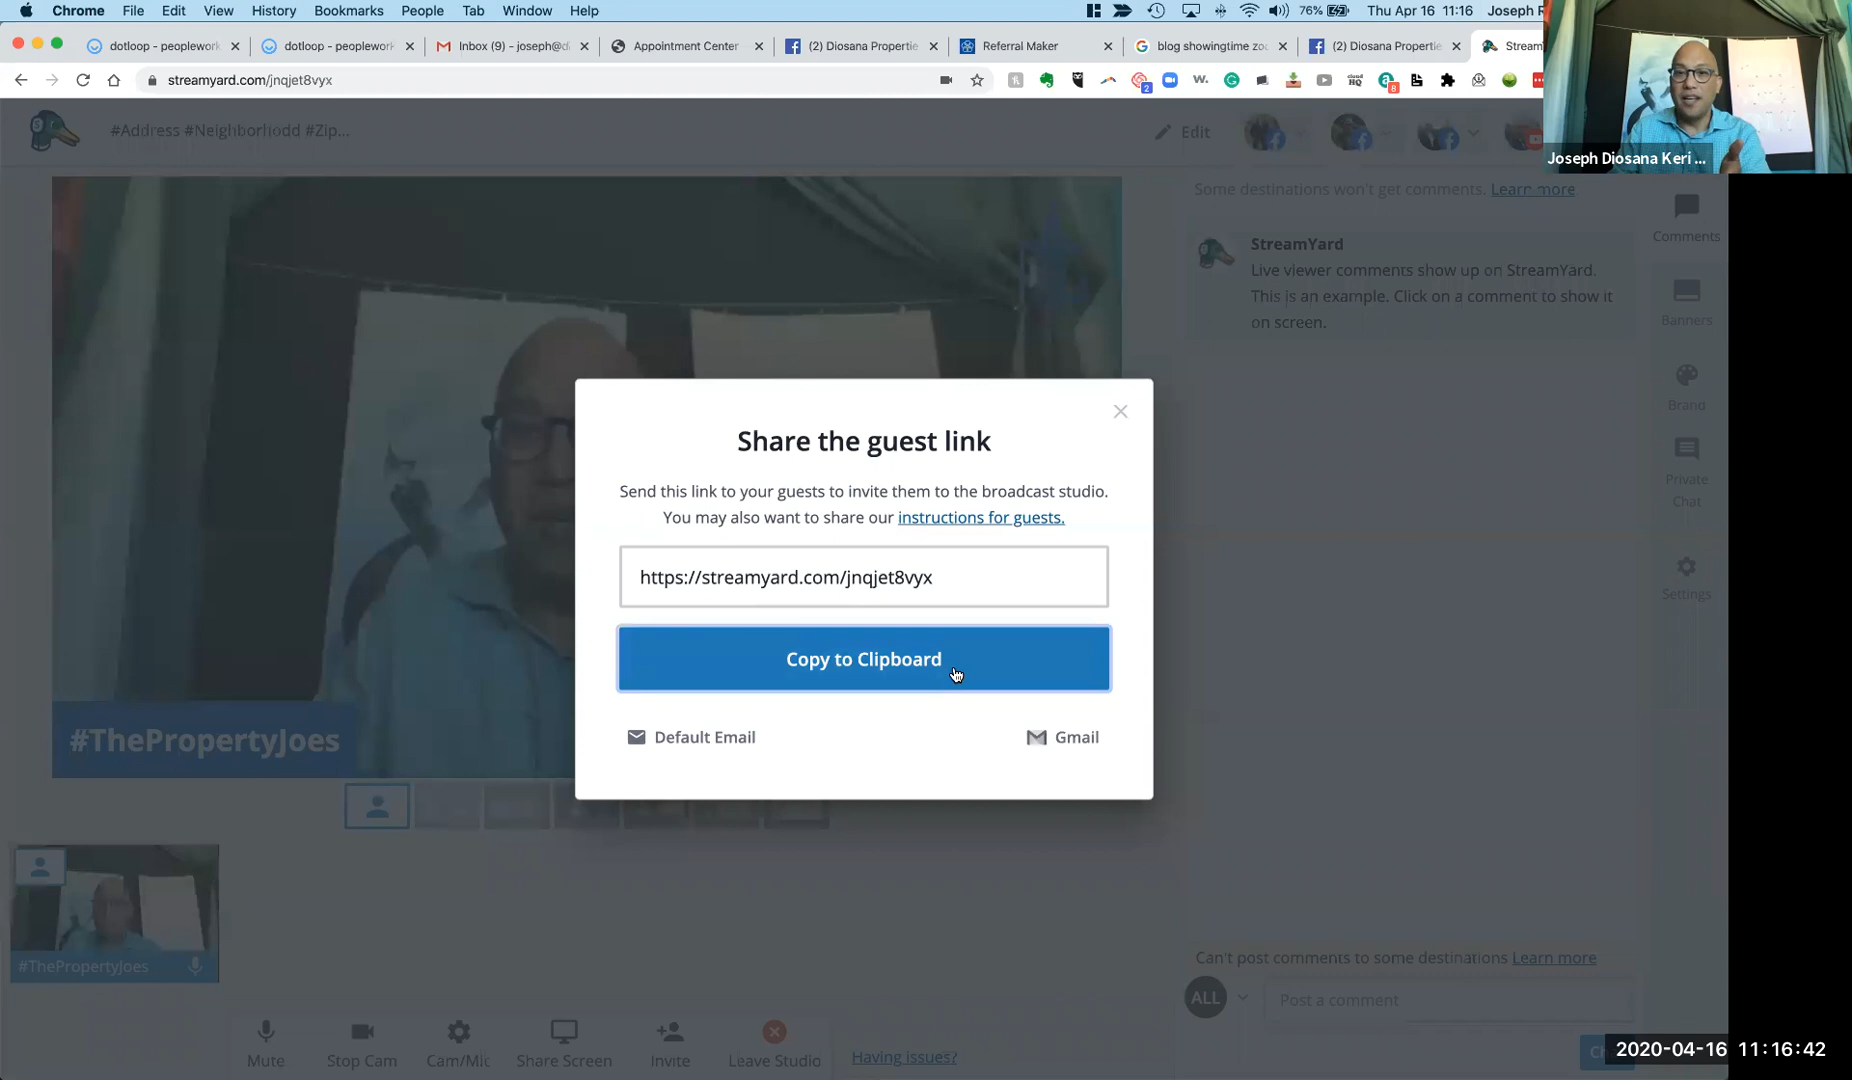 Chrome File Edit View History Bookmarks People Tab Window Help
76% Thu Apr 16 11:16 Joseph R
dotloop - peoplework
dotloop - peoplework
Inbox (9) - joseph@d
Appointment Center
(2) Diosana Propertie
Referral Maker
blog showingtime zo
(2) Diosana Propertie
Stream
streamyard.com/jnqjet8vyx
Joseph Diosana Keri ...
#Address #Neighborhodd #Zip...
Edit
Some destinations won't get comments. Learn more
StreamYard
Live viewer comments show up on StreamYard.
This is an example. Click on a comment to show it
on screen.
Comments
Banners
Brand
Private
Chat
Settings
Share the guest link
Send this link to your guests to invite them to the broadcast studio.
You may also want to share our instructions for guests.
https://streamyard.com/jnqjet8vyx
Copy to Clipboard
Default Email
Gmail
#ThePropertyJoes
#ThePropertyJoes
Can't post comments to some destinations Learn more
ALL
Post a comment
Mute
Stop Cam
Cam/Mic
Share Screen
Invite
Leave Studio
Having issues?
2020-04-16 11:16:42